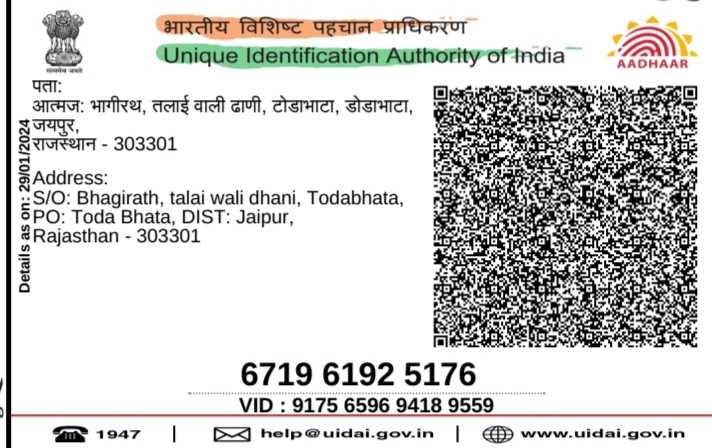 भारतीय विशिष्ट पहचान प्राधिकरण
Unique Identification Authority of India
सत्यमेव जयते
AADHAAR
पता:
आत्मज: भागीरथ, तलाई वाली ढाणी, टोडाभाटा, डोडाभाटा,
जयपुर,
राजस्थान - 303301
Address:
S/O: Bhagirath, talai wali dhani, Todabhata,
PO: Toda Bhata, DIST: Jaipur,
Rajasthan - 303301
Details as on: 29/01/2024
6719 6192 5176
VID : 9175 6596 9418 9559
1947 | help@uidai.gov.in | www.uidai.gov.in